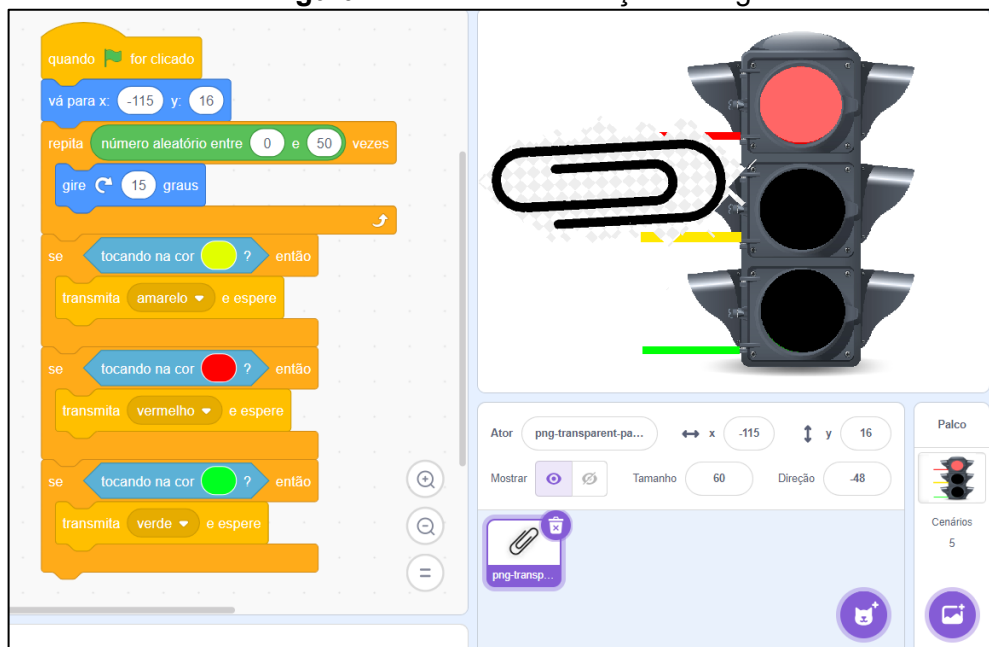 quando for clicado
vá para x: -115 y: 16
repita número aleatório entre 0 e 50 vezes
gire 15 graus
se tocando na cor ? então
transmita amarelo e espere
se tocando na cor ? então
transmita vermelho e espere
se tocando na cor ? então
transmita verde e espere
Ator png-transparent-pa... x -115 y 16
Mostrar Tamanho 60 Direção -48
png-transp...
Palco
Cenários
5